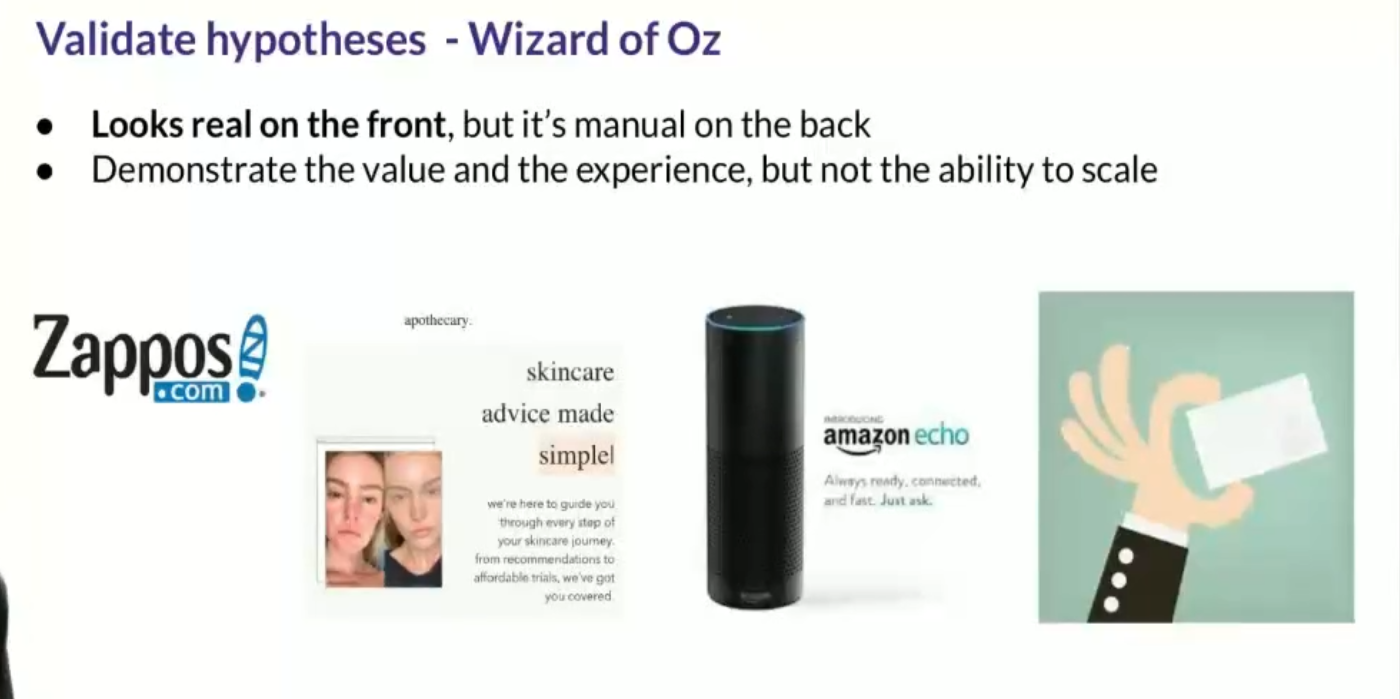 Validate hypotheses - Wizard of Oz
● Looks real on the front, but it's manual on the back
● Demonstrate the value and the experience, but not the ability to scale
Zappos
.com
apothecary.
skincare
advice made
simple|
we're here to guide you
through every step of
your skincare journey.
from recommendations to
affordable trials, we've got
you covered.
INTRODUCING
amazon echo
Always ready, connected,
and fast. Just ask.